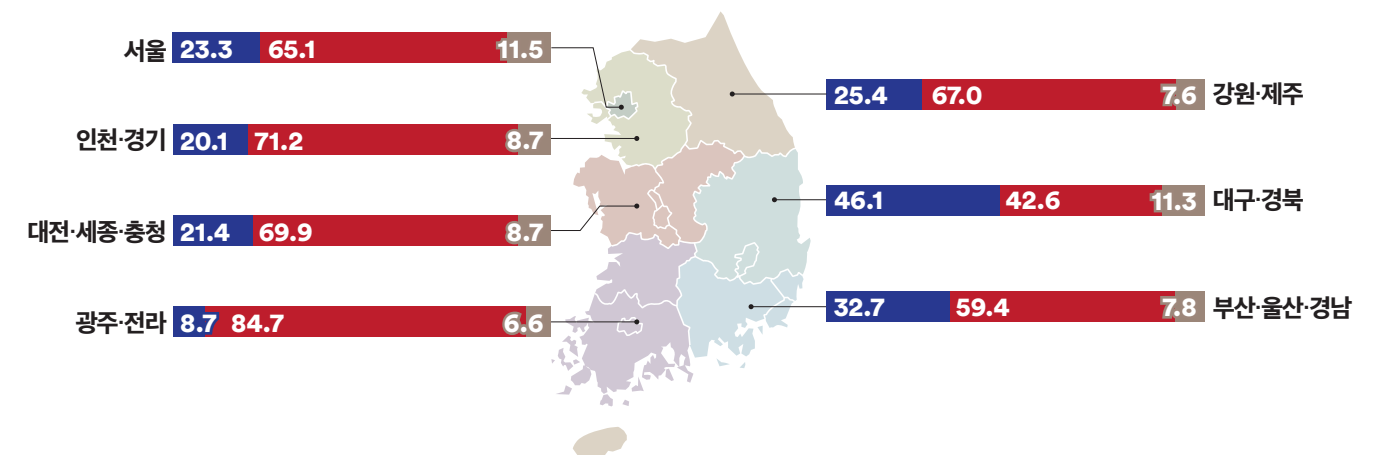 서울 23.3 65.1 11.5
인천·경기 20.1 71.2 8.7
대전·세종·충청 21.4 69.9 8.7
광주·전라 8.7 84.7 6.6
25.4 67.0 7.6 강원·제주
46.1 42.6 11.3 대구·경북
32.7 59.4 7.8 부산·울산·경남